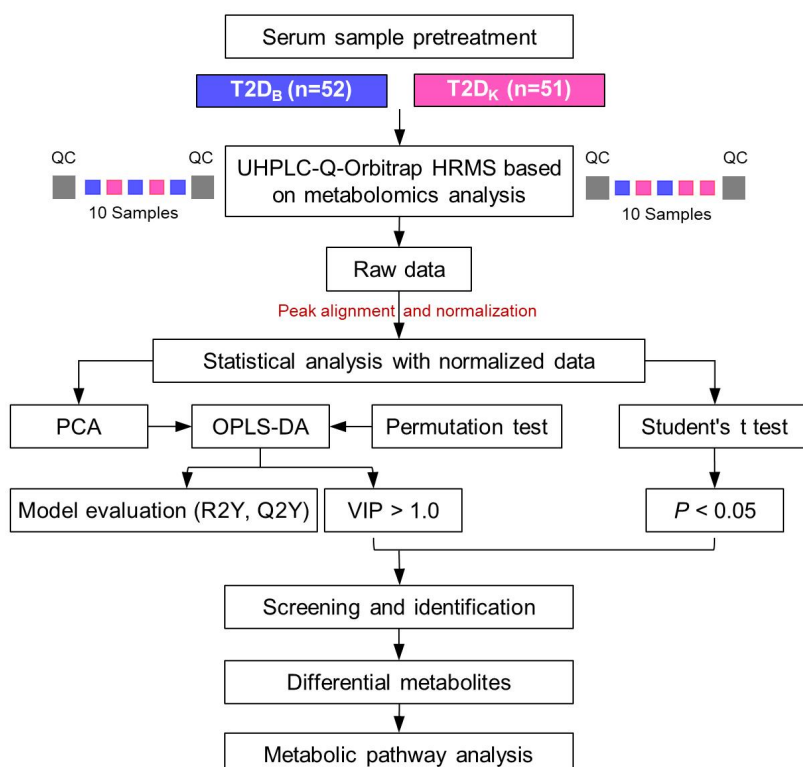 Serum sample pretreatment
T2D_B (n=52)
T2D_K (n=51)
QC
QC
10 Samples
UHPLC-Q-Orbitrap HRMS based
on metabolomics analysis
QC
QC
10 Samples
Raw data
Peak alignment and normalization
Statistical analysis with normalized data
PCA
OPLS-DA
Permutation test
Student's t test
Model evaluation (R2Y, Q2Y)
VIP > 1.0
P < 0.05
Screening and identification
Differential metabolites
Metabolic pathway analysis